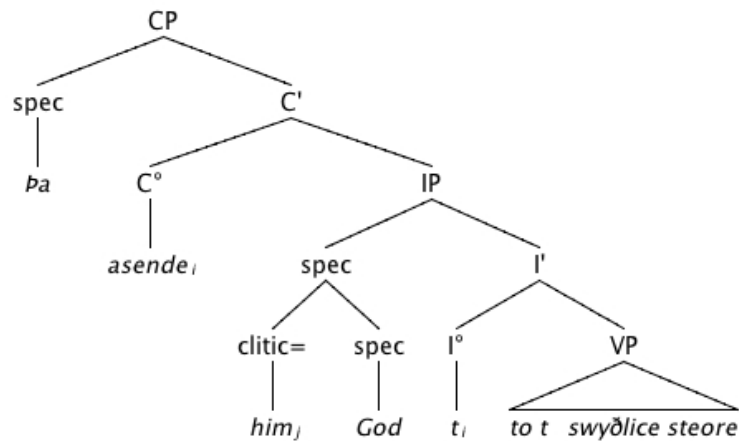 CP
spec C'
Þa C° IP
asende i spec I'
clitic= spec I° VP
him j God t i to t swyðlice steore